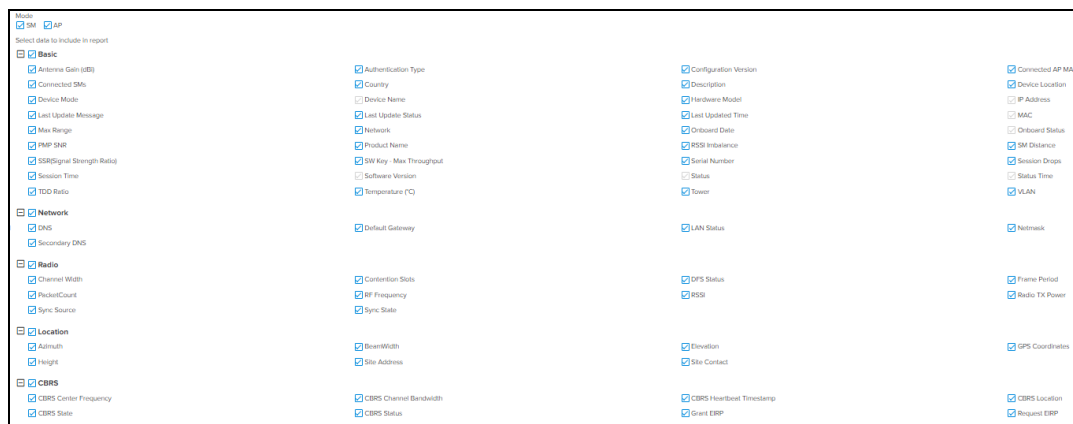 Mode
SM AP
Select date to include in report
Basic
Antenna Gain (dBi) Authentication Type Configuration Version Connected AP MA
Connected SMs Country Description Device Location
Device Mode Device Name Hardware Model IP Address
Last Update Message Last Update Status Last Updated Time MAC
Max Range Network Onboard Date Onboard Status
PMP SNR Product Name RSSI Imbalance SM Distance
SSR(Signal Strength Ratio) SW Key - Max Throughput Serial Number Session Drops
Session Time Software Version Status Status Time
TDD Ratio Temperature (°C) Tower VLAN
Network
DNS Default Gateway LAN Status Netmask
Secondary DNS
Radio
Channel Width Contention Slots DFS Status Frame Period
PacketCount RF Frequency RSSI Radio TX Power
Sync Source Sync State
Location
Azimuth BeamWidth Elevation GPS Coordinates
Height Site Address Site Contact
CBRS
CBRS Center Frequency CBRS Channel Bandwidth CBRS Heartbeat Timestamp CBRS Location
CBRS State CBRS Status Grant EIRP Request EIRP